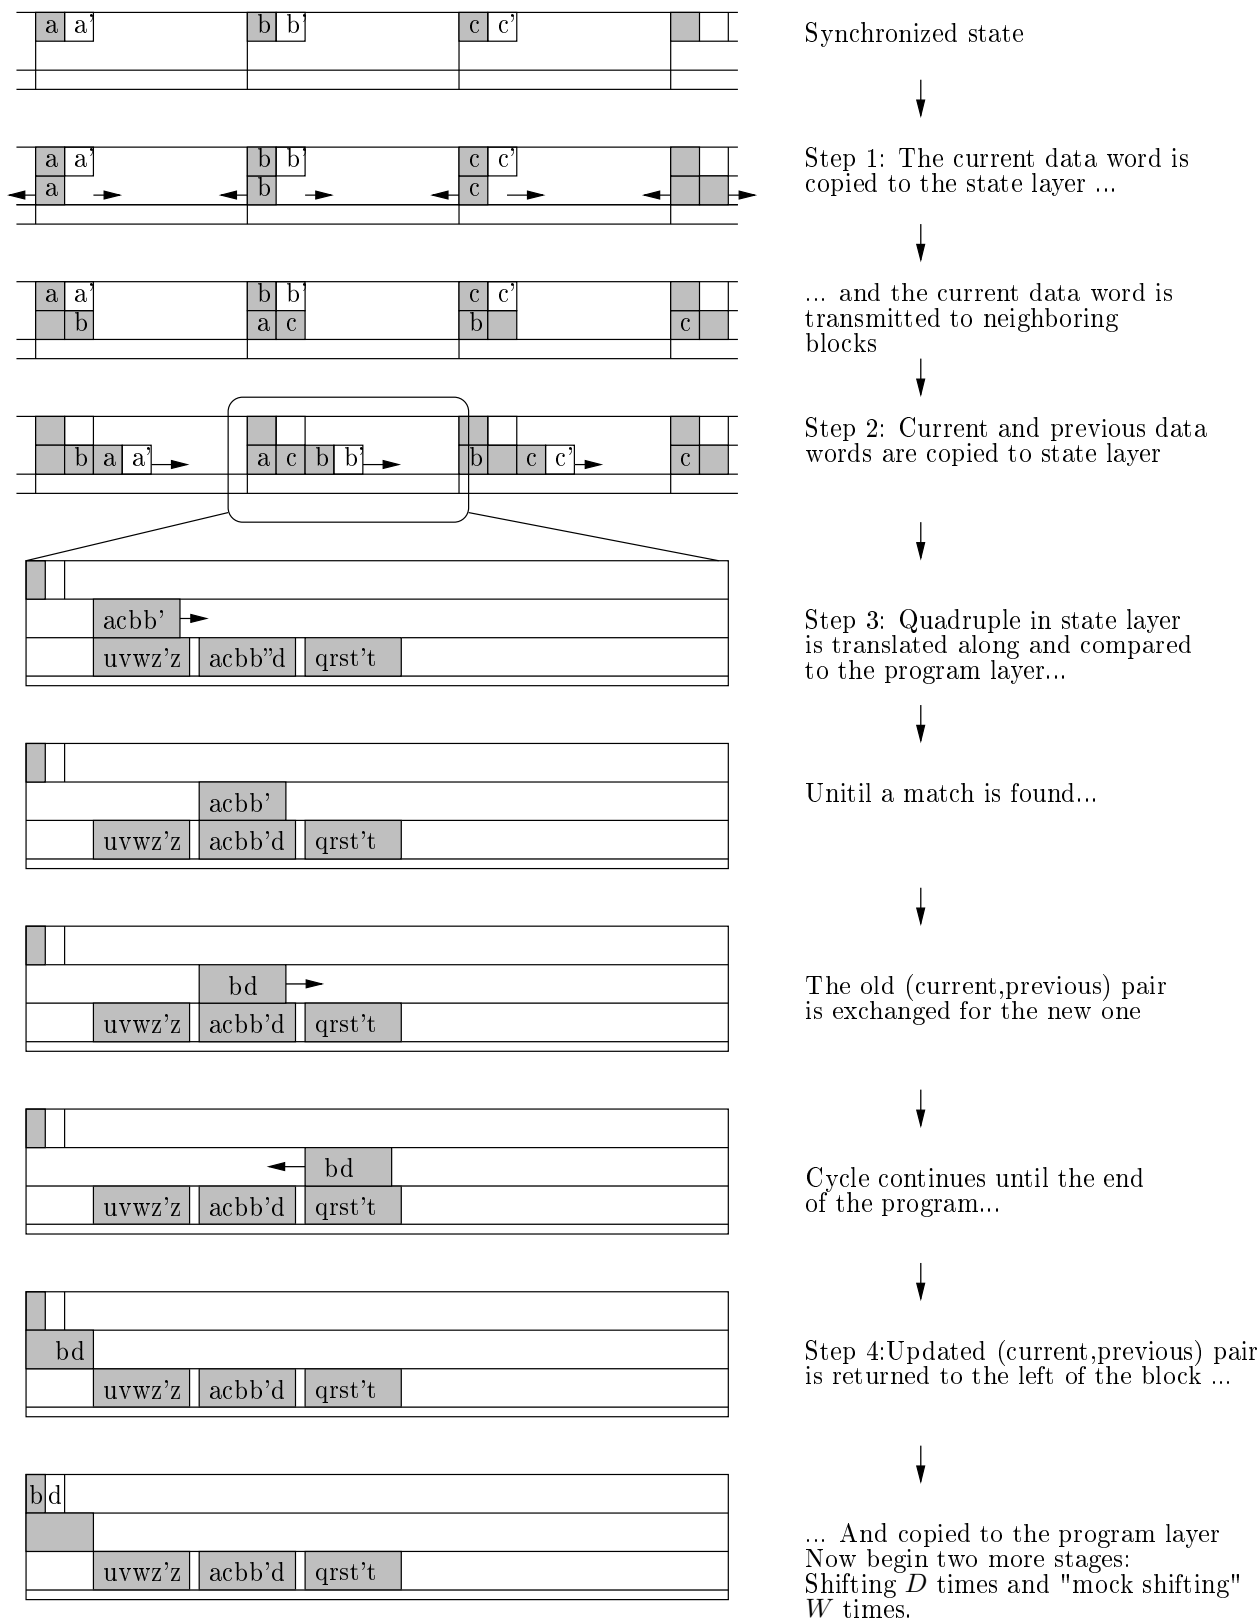 a a' b b' c c' Synchronized state
a a' b b' c c' Step 1: The current data word is
a b c copied to the state layer ...
a a' b b' c c' ... and the current data word is
b a c b c transmitted to neighboring
blocks
Step 2: Current and previous data
b a a' a c b b' b c c' c words are copied to state layer
acbb' Step 3: Quadruple in state layer
is translated along and compared
uvwz'z acbb"d qrst't to the program layer...
acbb' Unitil a match is found...
uvwz'z acbb'd qrst't
bd The old (current,previous) pair
is exchanged for the new one
uvwz'z acbb'd qrst't
bd Cycle continues until the end
uvwz'z acbb'd qrst't of the program...
bd Step 4:Updated (current,previous) pair
is returned to the left of the block ...
uvwz'z acbb'd qrst't
b d
... And copied to the program layer
uvwz'z acbb'd qrst't Now begin two more stages:
Shifting D times and "mock shifting"
W times.